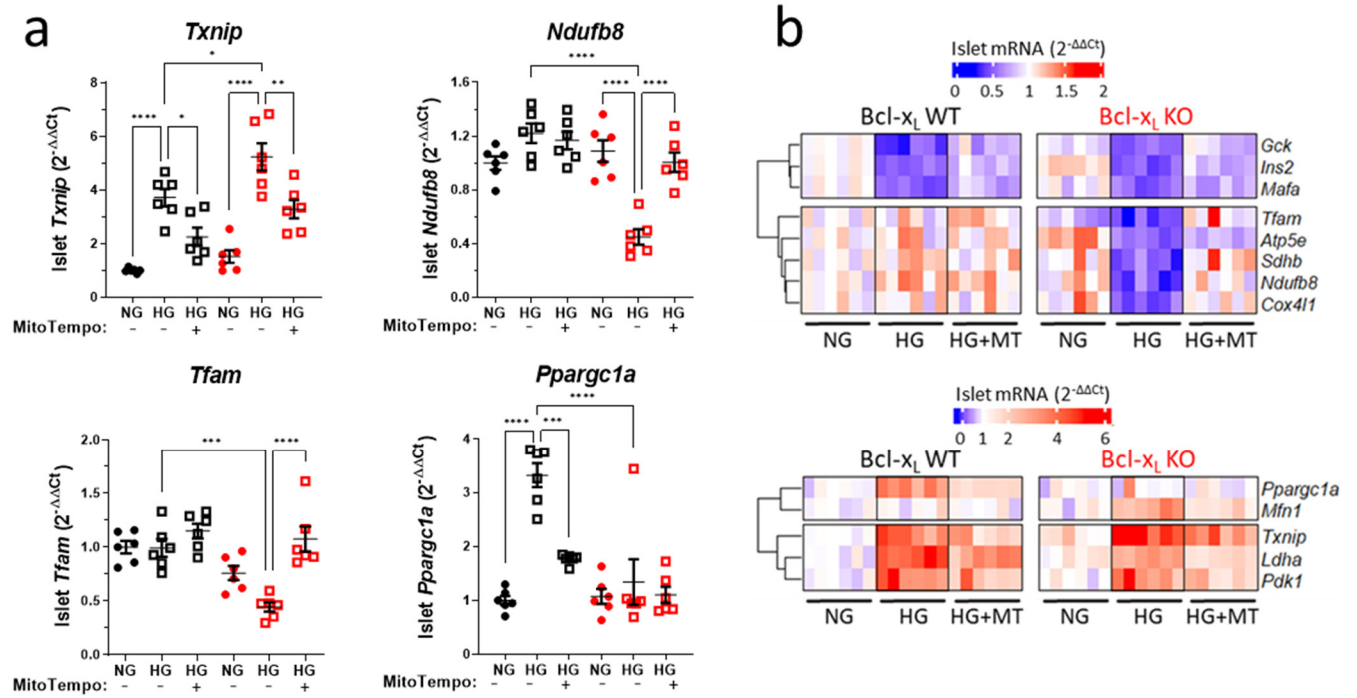 a
Txnip
Islet Txnip (2^-ΔΔCt)
8
6
4
2
0
* 
**** * **** **
NG HG HG NG HG HG
MitoTempo: - - + - - +
Ndufb8
Islet Ndufb8 (2^-ΔΔCt)
1.6
1.2
0.8
0.4
0.0
****
**** ****
NG HG HG NG HG HG
- - + - - +
Tfam
Islet Tfam (2^-ΔΔCt)
2.0
1.5
1.0
0.5
0.0
*** ****
NG HG HG NG HG HG
MitoTempo: - - + - - +
Ppargc1a
Islet Ppargc1a (2^-ΔΔCt)
4
3
2
1
0
****
**** ***
NG HG HG NG HG HG
- - + - - +
b
Islet mRNA (2^-ΔΔCt)
0 0.5 1 1.5 2
Bcl-xL WT Bcl-xL KO
Gck
Ins2
Mafa
Tfam
Atp5e
Sdhb
Ndufb8
Cox4l1
NG HG HG+MT NG HG HG+MT
Islet mRNA (2^-ΔΔCt)
0 1 2 4 6
Bcl-xL WT Bcl-xL KO
Ppargc1a
Mfn1
Txnip
Ldha
Pdk1
NG HG HG+MT NG HG HG+MT